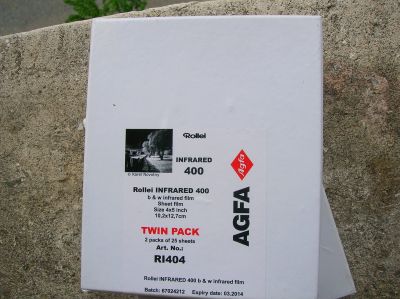 Rollei
INFRARED
400
Agfa
© Karel Novotny
Rollei INFRARED 400
b & w infrared film
Sheet film
Size 4x5 inch
10,2x12,7cm
TWIN PACK
2 packs of 25 sheets
Art. No.:
RI404
AGFA
Rollei INFRARED 400 b & w infrared film
Batch: 67024212 Expiry date: 03.2014